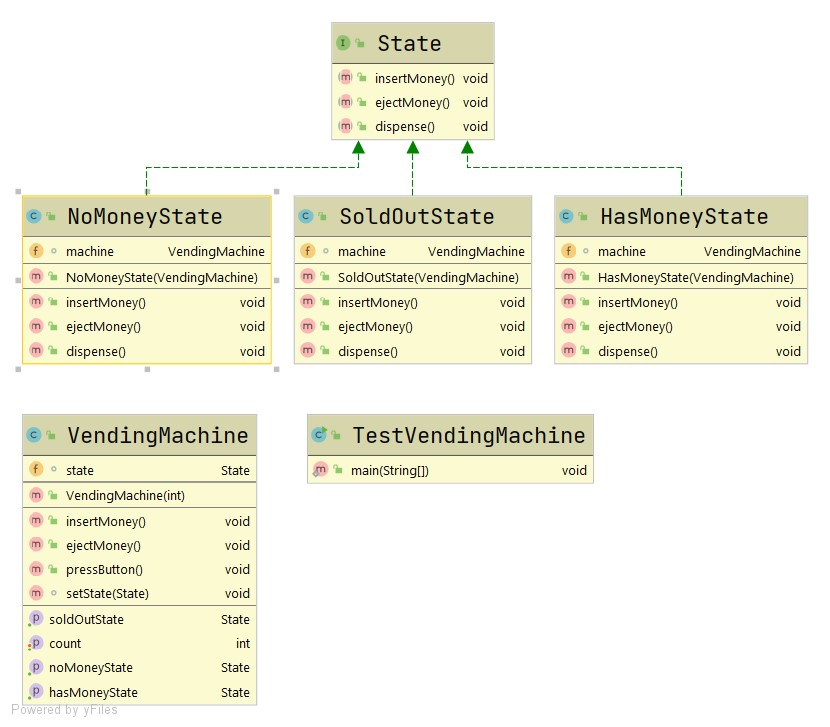 State
insertMoney() void
ejectMoney() void
dispense() void
NoMoneyState
machine VendingMachine
NoMoneyState(VendingMachine)
insertMoney() void
ejectMoney() void
dispense() void
SoldOutState
machine VendingMachine
SoldOutState(VendingMachine)
insertMoney() void
ejectMoney() void
dispense() void
HasMoneyState
machine VendingMachine
HasMoneyState(VendingMachine)
insertMoney() void
ejectMoney() void
dispense() void
VendingMachine
state State
VendingMachine(int)
insertMoney() void
ejectMoney() void
pressButton() void
setState(State) void
soldOutState State
count int
noMoneyState State
hasMoneyState State
TestVendingMachine
main(String[]) void
Powered by yFiles